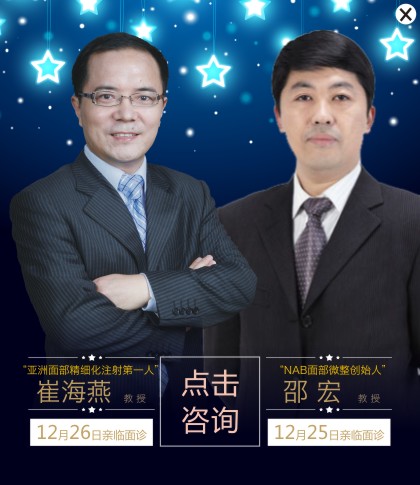 "亚洲面部精细化注射第一人"
崔海燕 教授
12月26日亲临面诊
点击
咨询
"NAB面部微整创始人"
邵宏 教授
12月25日亲临面诊